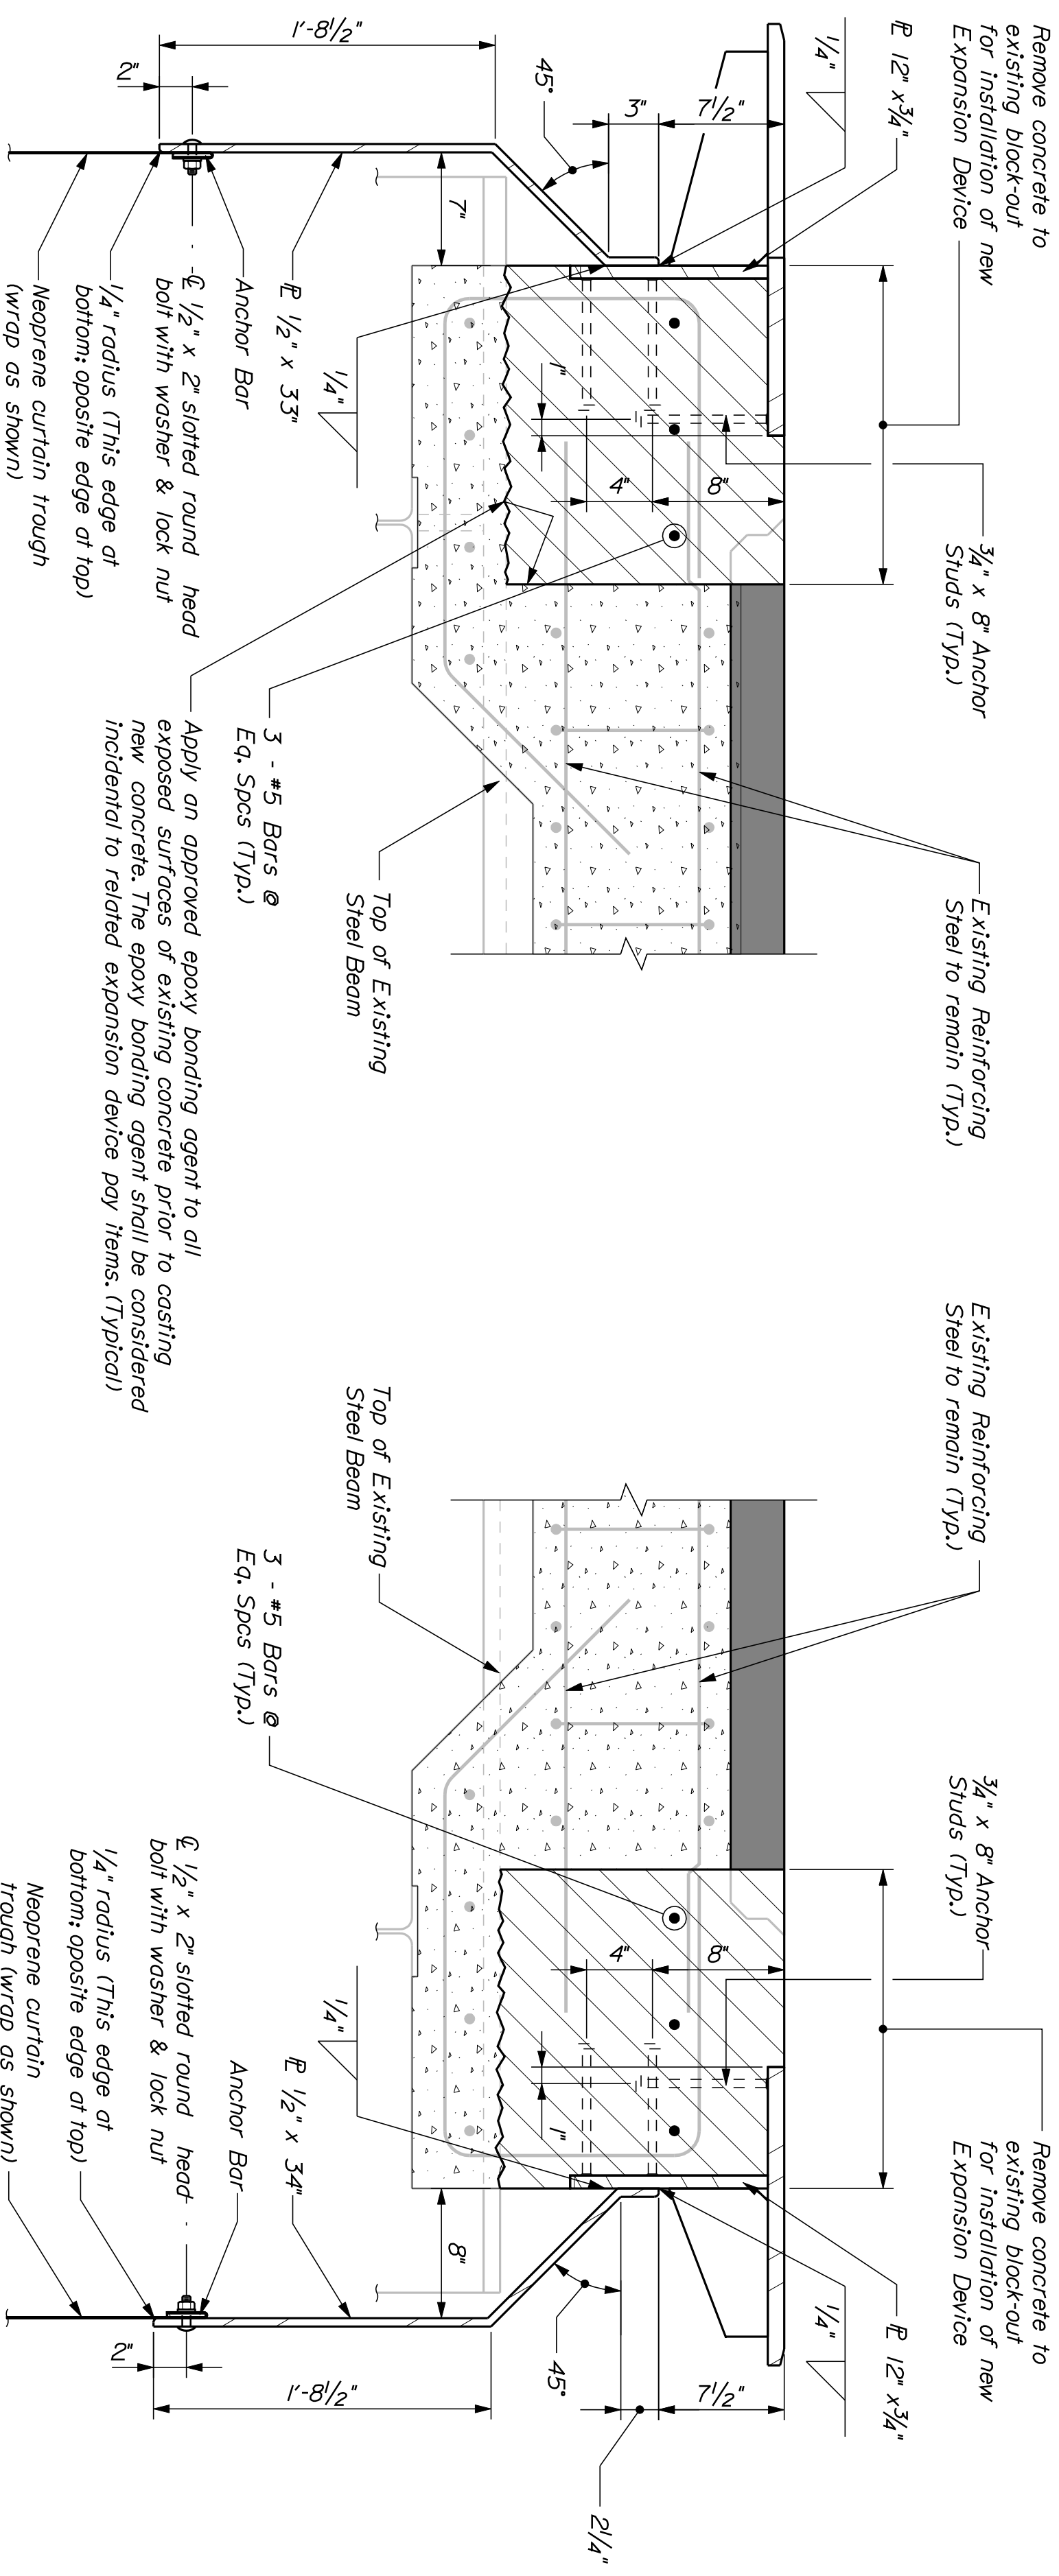 Remove concrete to
existing block-out
for installation of new
Expansion Device
℄ 12" x 3/4"
1/4"
3/4" x 8" Anchor
Studs (Typ.)
Existing Reinforcing
Steel to remain (Typ.)
1'-8 1/2"
2"
45°
3"
7 1/2"
7"
1"
4"
8"
℄ 1/2" x 33"
1/4"
Anchor Bar
℄ 1/2" x 2" slotted round head
bolt with washer & lock nut
1/4" radius (This edge at
bottom; oposite edge at top)
Neoprene curtain trough
(wrap as shown)
3 - #5 Bars @
Eq. Spcs (Typ.)
Top of Existing
Steel Beam
Apply an approved epoxy bonding agent to all
exposed surfaces of existing concrete prior to casting
new concrete. The epoxy bonding agent shall be considered
incidental to related expansion device pay items. (Typical)
Existing Reinforcing
Steel to remain (Typ.)
3/4" x 8" Anchor
Studs (Typ.)
Remove concrete to
existing block-out
for installation of new
Expansion Device
℄ 12" x 3/4"
1/4"
4"
8"
1"
8"
45°
7 1/2"
2 1/4"
1'-8 1/2"
2"
Top of Existing
Steel Beam
3 - #5 Bars @
Eq. Spcs (Typ.)
1/4"
℄ 1/2" x 34"
Anchor Bar
℄ 1/2" x 2" slotted round head
bolt with washer & lock nut
1/4" radius (This edge at
bottom; oposite edge at top)
Neoprene curtain
trough (wrap as shown)